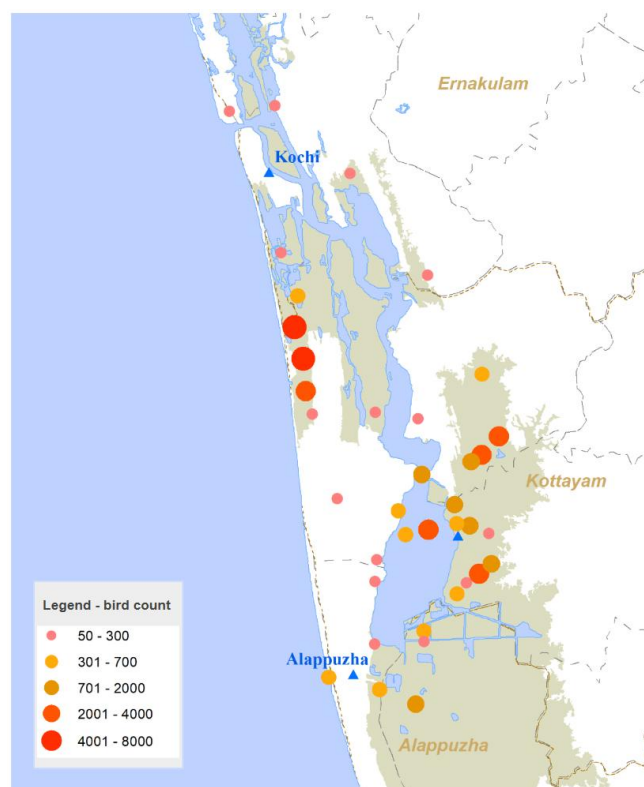 Ernakulam
Kochi
Kottayam
Legend - bird count
50 - 300
301 - 700
701 - 2000
2001 - 4000
4001 - 8000
Alappuzha
Alappuzha